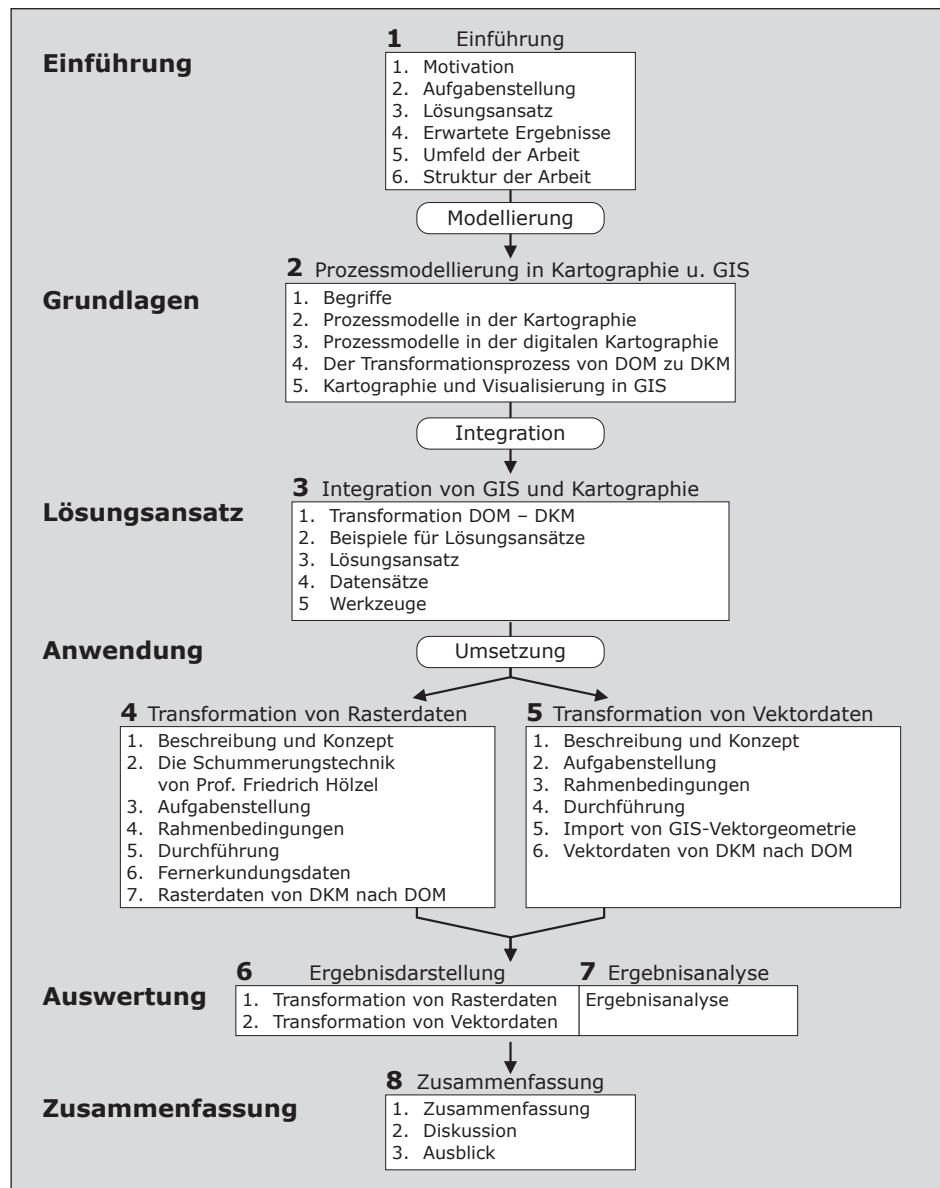 Einführung
1 Einführung
1. Motivation
2. Aufgabenstellung
3. Lösungsansatz
4. Erwartete Ergebnisse
5. Umfeld der Arbeit
6. Struktur der Arbeit
Modellierung
Grundlagen
2 Prozessmodellierung in Kartographie u. GIS
1. Begriffe
2. Prozessmodelle in der Kartographie
3. Prozessmodelle in der digitalen Kartographie
4. Der Transformationsprozess von DOM zu DKM
5. Kartographie und Visualisierung in GIS
Integration
Lösungsansatz
3 Integration von GIS und Kartographie
1. Transformation DOM – DKM
2. Beispiele für Lösungsansätze
3. Lösungsansatz
4. Datensätze
5 Werkzeuge
Anwendung
Umsetzung
4 Transformation von Rasterdaten
1. Beschreibung und Konzept
2. Die Schummerungstechnik
von Prof. Friedrich Hölzel
3. Aufgabenstellung
4. Rahmenbedingungen
5. Durchführung
6. Fernerkundungsdaten
7. Rasterdaten von DKM nach DOM
5 Transformation von Vektordaten
1. Beschreibung und Konzept
2. Aufgabenstellung
3. Rahmenbedingungen
4. Durchführung
5. Import von GIS-Vektorgeometrie
6. Vektordaten von DKM nach DOM
Auswertung
6 Ergebnisdarstellung
1. Transformation von Rasterdaten
2. Transformation von Vektordaten
7 Ergebnisanalyse
Ergebnisanalyse
Zusammenfassung
8 Zusammenfassung
1. Zusammenfassung
2. Diskussion
3. Ausblick